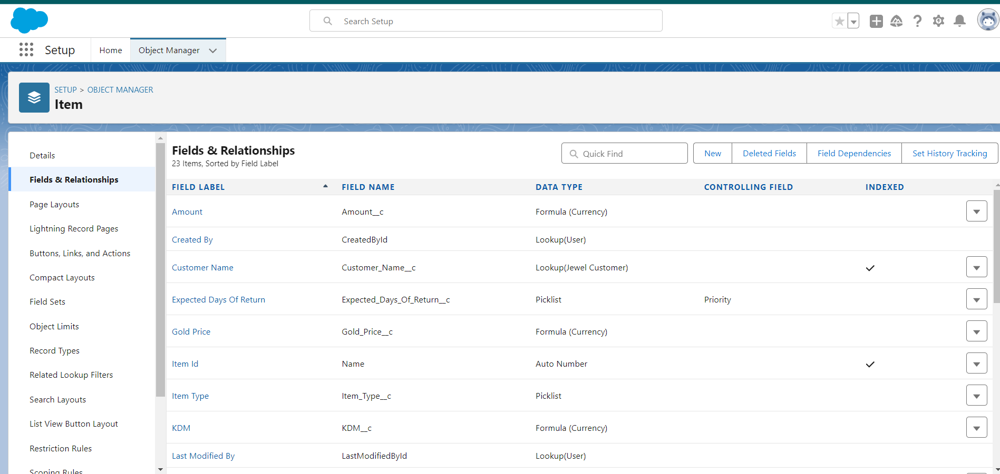 Search Setup
Setup
Home
Object Manager
SETUP > OBJECT MANAGER
Item
Details
Fields & Relationships
Page Layouts
Lightning Record Pages
Buttons, Links, and Actions
Compact Layouts
Field Sets
Object Limits
Record Types
Related Lookup Filters
Search Layouts
List View Button Layout
Restriction Rules
Scoping Rules
Fields & Relationships
23 Items, Sorted by Field Label
Quick Find
New
Deleted Fields
Field Dependencies
Set History Tracking
FIELD LABEL FIELD NAME DATA TYPE CONTROLLING FIELD INDEXED
Amount Amount__c Formula (Currency)
Created By CreatedById Lookup(User)
Customer Name Customer_Name__c Lookup(Jewel Customer)
Expected Days Of Return Expected_Days_Of_Return__c Picklist Priority
Gold Price Gold_Price__c Formula (Currency)
Item Id Name Auto Number
Item Type Item_Type__c Picklist
KDM KDM__c Formula (Currency)
Last Modified By LastModifiedById Lookup(User)